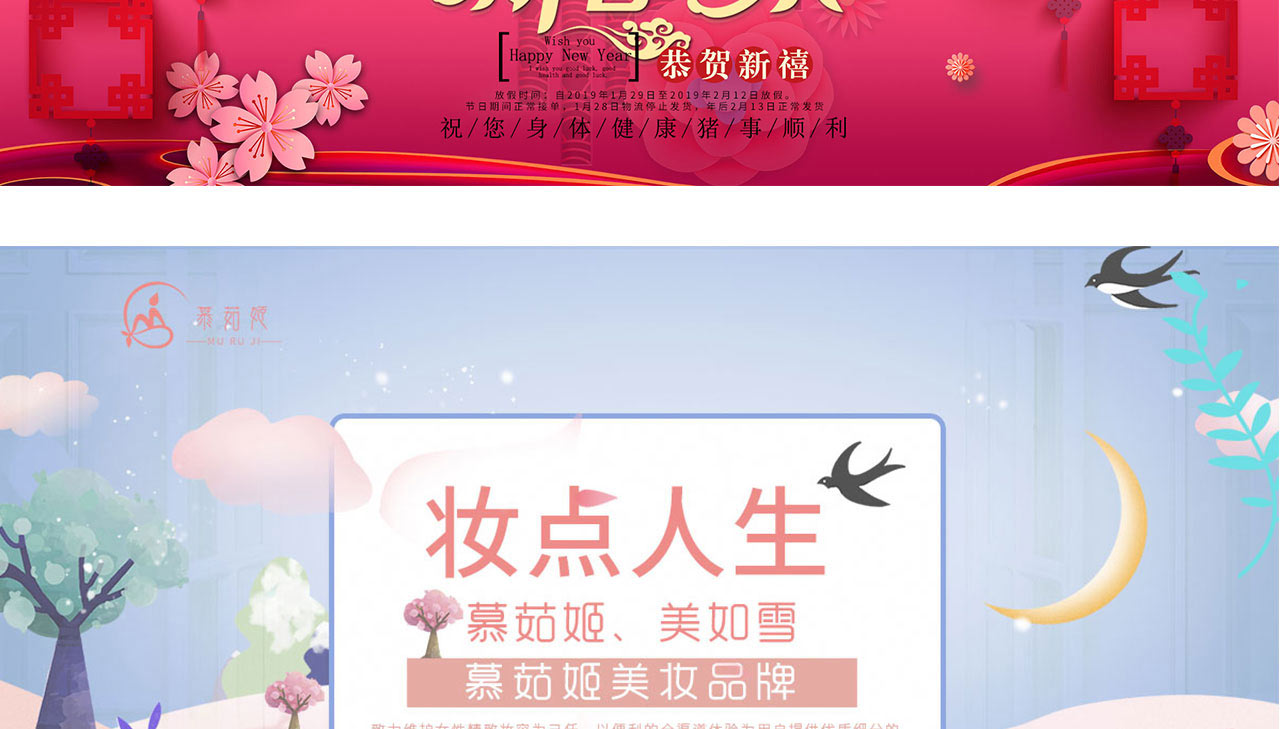 Wish you
Happy New Year
I wish you good luck, good
health and good luck.
恭贺新禧
放假时间：自2019年1月29日至2019年2月12日放假。
节日期间正常接单，1月28日物流停止发货，年后2月13日正常发货
祝/您/身/体/健/康/猪/事/顺/利
慕茹姬
MU RU JI
妆点人生
慕茹姬、美如雪
慕茹姬美妆品牌